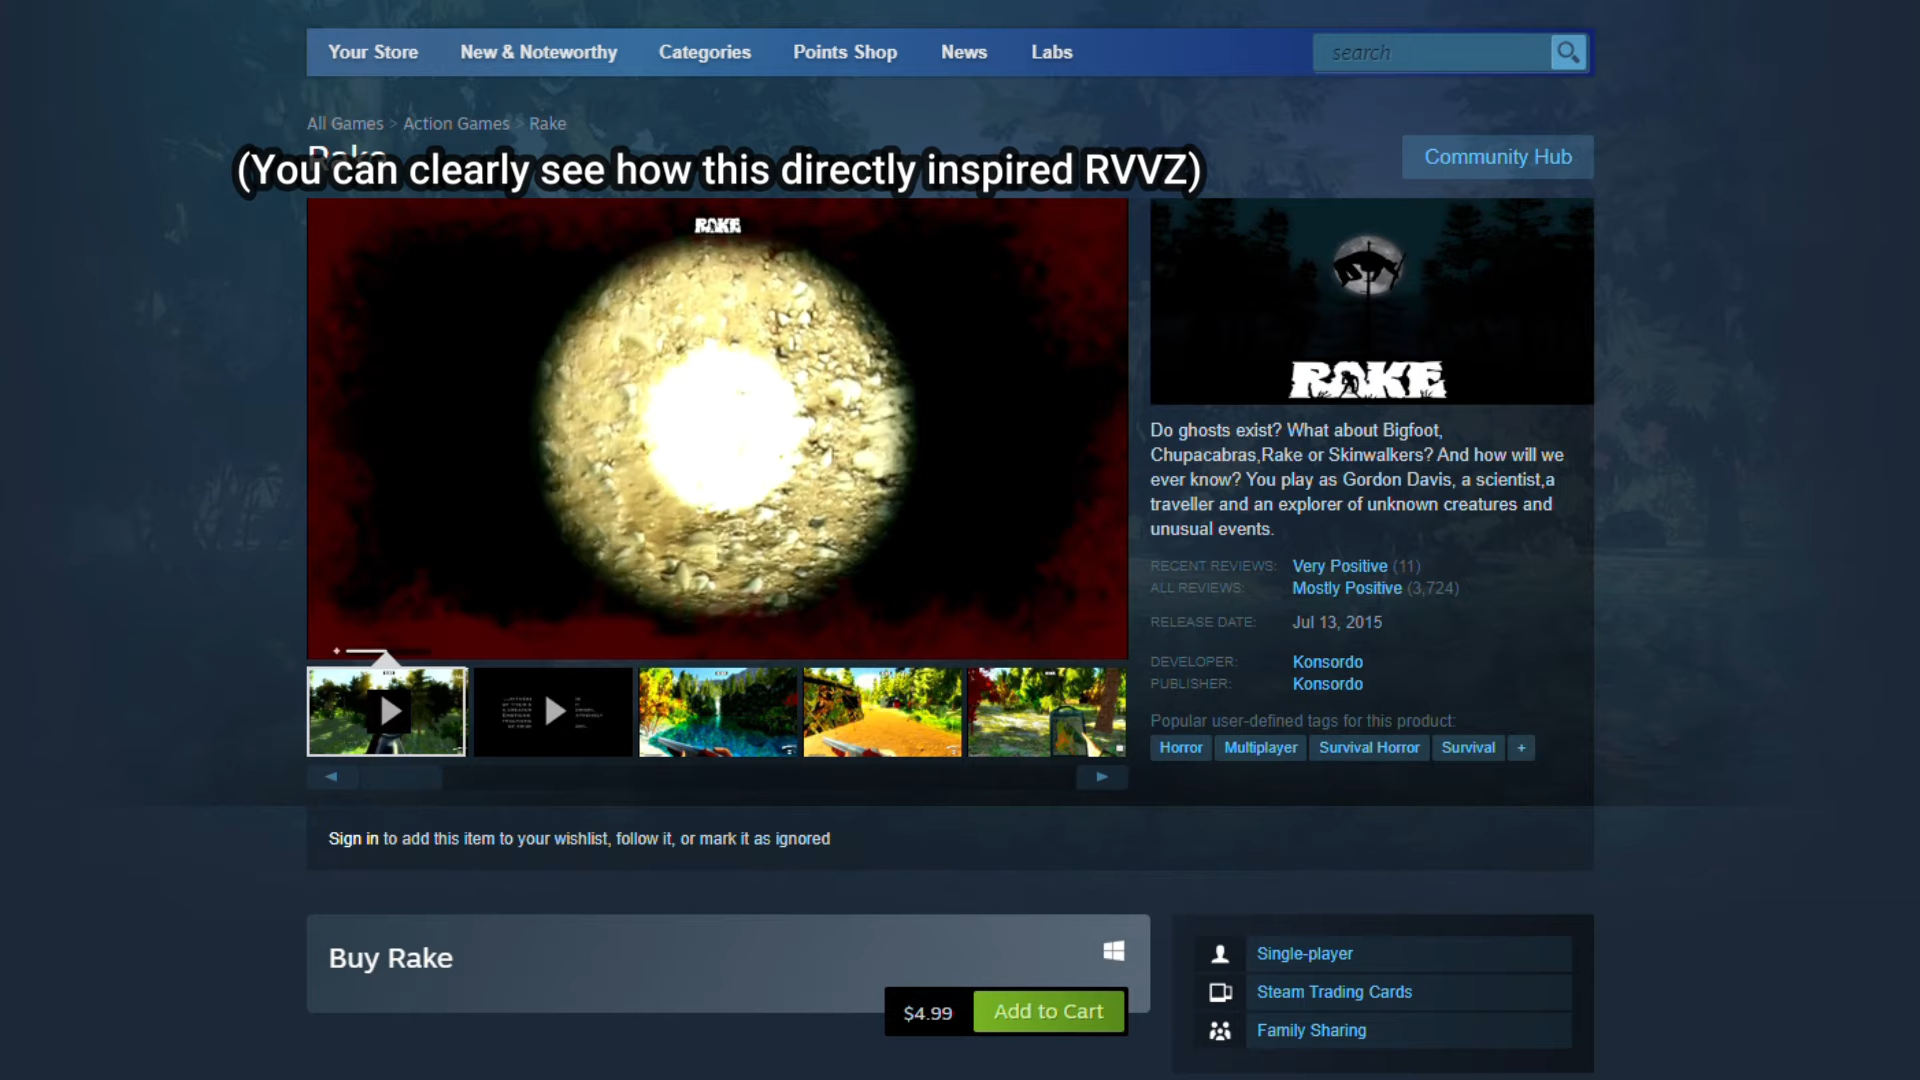 Your Store New & Noteworthy Categories Points Shop News Labs search
All Games > Action Games > Rake
Rake
(You can clearly see how this directly inspired RVVZ)
Community Hub
RAKE
RAKE
Do ghosts exist? What about Bigfoot,
Chupacabras,Rake or Skinwalkers? And how will we
ever know? You play as Gordon Davis, a scientist,a
traveller and an explorer of unknown creatures and
unusual events.
RECENT REVIEWS: Very Positive (11)
ALL REVIEWS: Mostly Positive (3,724)
RELEASE DATE: Jul 13, 2015
DEVELOPER: Konsordo
PUBLISHER: Konsordo
Popular user-defined tags for this product:
Horror Multiplayer Survival Horror Survival +
Sign in to add this item to your wishlist, follow it, or mark it as ignored
Buy Rake
$4.99 Add to Cart
Single-player
Steam Trading Cards
Family Sharing